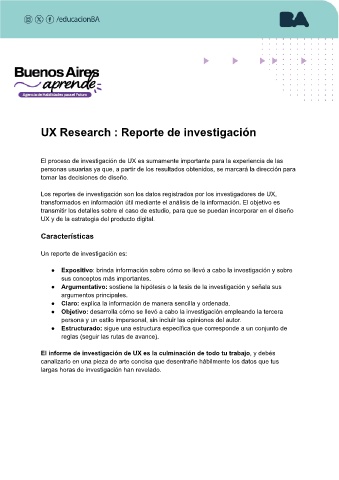 /educacionBA
BA
Buenos Aires
aprende
Agencia de Habilidades para el Futuro
UX Research : Reporte de investigación
El proceso de investigación de UX es sumamente importante para la experiencia de las
personas usuarias ya que, a partir de los resultados obtenidos, se marcará la dirección para
tomar las decisiones de diseño.
Los reportes de investigación son los datos registrados por los investigadores de UX,
transformados en información útil mediante el análisis de la información. El objetivo es
transmitir los detalles sobre el caso de estudio, para que se puedan incorporar en el diseño
UX y de la estrategia del producto digital.
Características
Un reporte de investigación es:
● Expositivo: brinda información sobre cómo se llevó a cabo la investigación y sobre
sus conceptos más importantes.
● Argumentativo: sostiene la hipótesis o la tesis de la investigación y señala sus
argumentos principales.
● Claro: explica la información de manera sencilla y ordenada.
● Objetivo: desarrolla cómo se llevó a cabo la investigación empleando la tercera
persona y un estilo impersonal, sin incluir las opiniones del autor.
● Estructurado: sigue una estructura específica que corresponde a un conjunto de
reglas (seguir las rutas de avance).
El informe de investigación de UX es la culminación de todo tu trabajo, y debés
canalizarlo en una pieza de arte concisa que desentrañe hábilmente los datos que tus
largas horas de investigación han revelado.